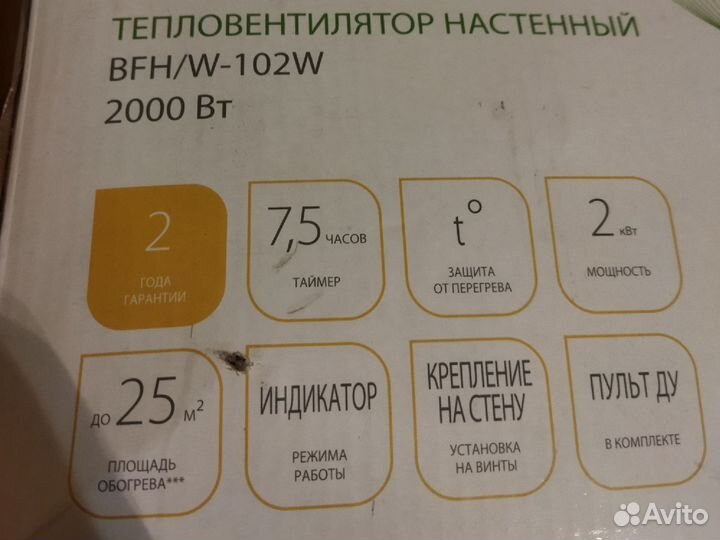 ТЕПЛОВЕНТИЛЯТОР НАСТЕННЫЙ
BFH/W-102W
2000 Вт
2
ГОДА
ГАРАНТИИ
7,5 ЧАСОВ
ТАЙМЕР
t°
ЗАЩИТА
ОТ ПЕРЕГРЕВА
2 кВт
МОЩНОСТЬ
ДО 25 М²
ПЛОЩАДЬ
ОБОГРЕВА***
ИНДИКАТОР
РЕЖИМА
РАБОТЫ
КРЕПЛЕНИЕ
НА СТЕНУ
УСТАНОВКА
НА ВИНТЫ
ПУЛЬТ ДУ
В КОМПЛЕКТЕ
Avito